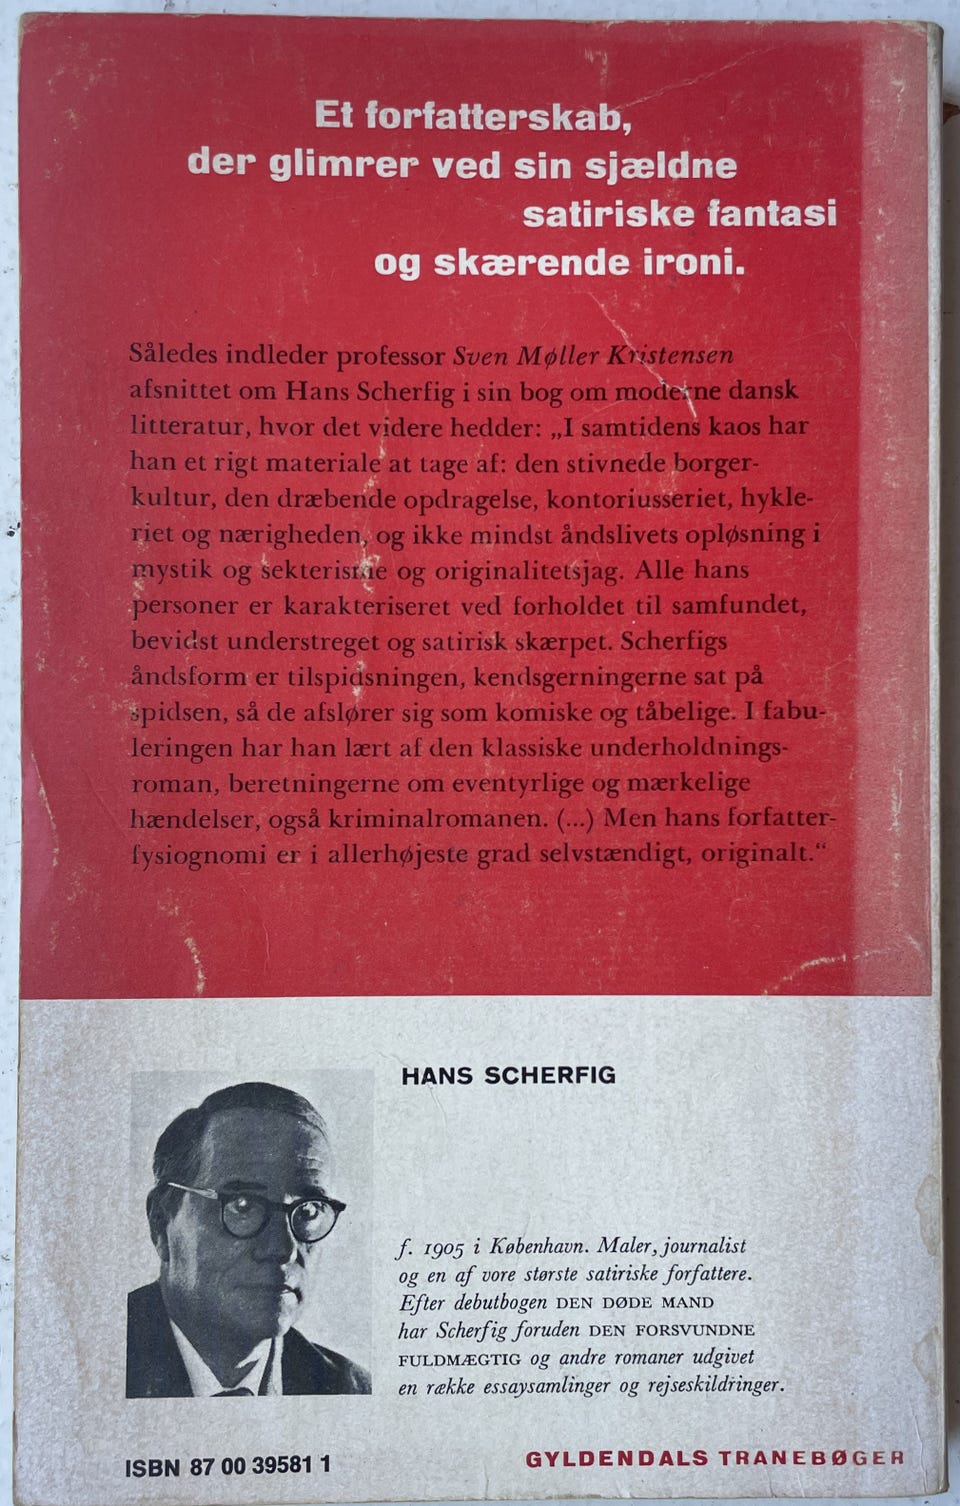 Et forfatterskab,
der glimrer ved sin sjældne
satiriske fantasi
og skærende ironi.
Således indleder professor Sven Møller Kristensen
afsnittet om Hans Scherfig i sin bog om moderne dansk
litteratur, hvor det videre hedder: „I samtidens kaos har
han et rigt materiale at tage af: den stivnede borger-
kultur, den dræbende opdragelse, kontoriusseriet, hykle-
riet og nærigheden, og ikke mindst åndslivets opløsning i
mystik og sekterisme og originalitetsjag. Alle hans
personer er karakteriseret ved forholdet til samfundet,
bevidst understreget og satirisk skærpet. Scherfigs
åndsform er tilspidsningen, kendsgerningerne sat på
spidsen, så de afslører sig som komiske og tåbelige. I fabu-
leringen har han lært af den klassiske underholdnings-
roman, beretningerne om eventyrlige og mærkelige
hændelser, også kriminalromanen. (...) Men hans forfatter-
fysiognomi er i allerhøjeste grad selvstændigt, originalt.“
HANS SCHERFIG
f. 1905 i København. Maler, journalist
og en af vore største satiriske forfattere.
Efter debutbogen DEN DØDE MAND
har Scherfig foruden DEN FORSVUNDNE
FULDMÆGTIG og andre romaner udgivet
en række essaysamlinger og rejseskildringer.
ISBN 87 00 39581 1
GYLDENDALS TRANEBØGER